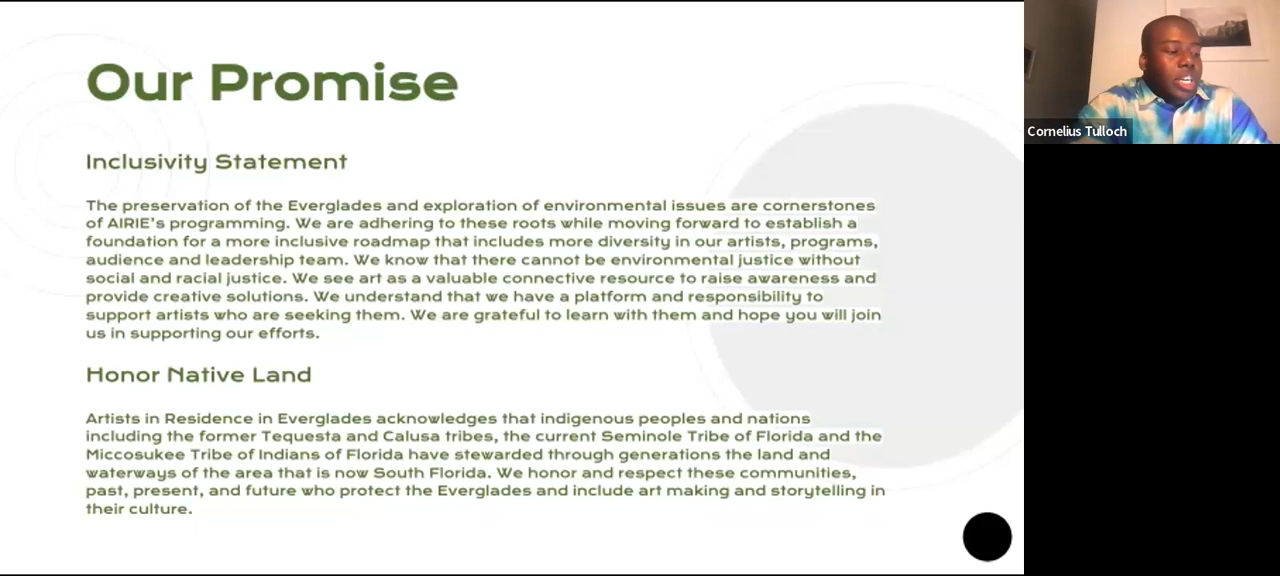 Our Promise
Inclusivity Statement
The preservation of the Everglades and exploration of environmental issues are cornerstones
of AIRIE's programming. We are adhering to these roots while moving forward to establish a
foundation for a more inclusive roadmap that includes more diversity in our artists, programs,
audience and leadership team. We know that there cannot be environmental justice without
social and racial justice. We see art as a valuable connective resource to raise awareness and
provide creative solutions. We understand that we have a platform and responsibility to
support artists who are seeking them. We are grateful to learn with them and hope you will join
us in supporting our efforts.
Honor Native Land
Artists in Residence in Everglades acknowledges that indigenous peoples and nations
including the former Tequesta and Calusa tribes, the current Seminole Tribe of Florida and the
Miccosukee Tribe of Indians of Florida have stewarded through generations the land and
waterways of the area that is now South Florida. We honor and respect these communities,
past, present, and future who protect the Everglades and include art making and storytelling in
their culture.
Cornelius Tulloch